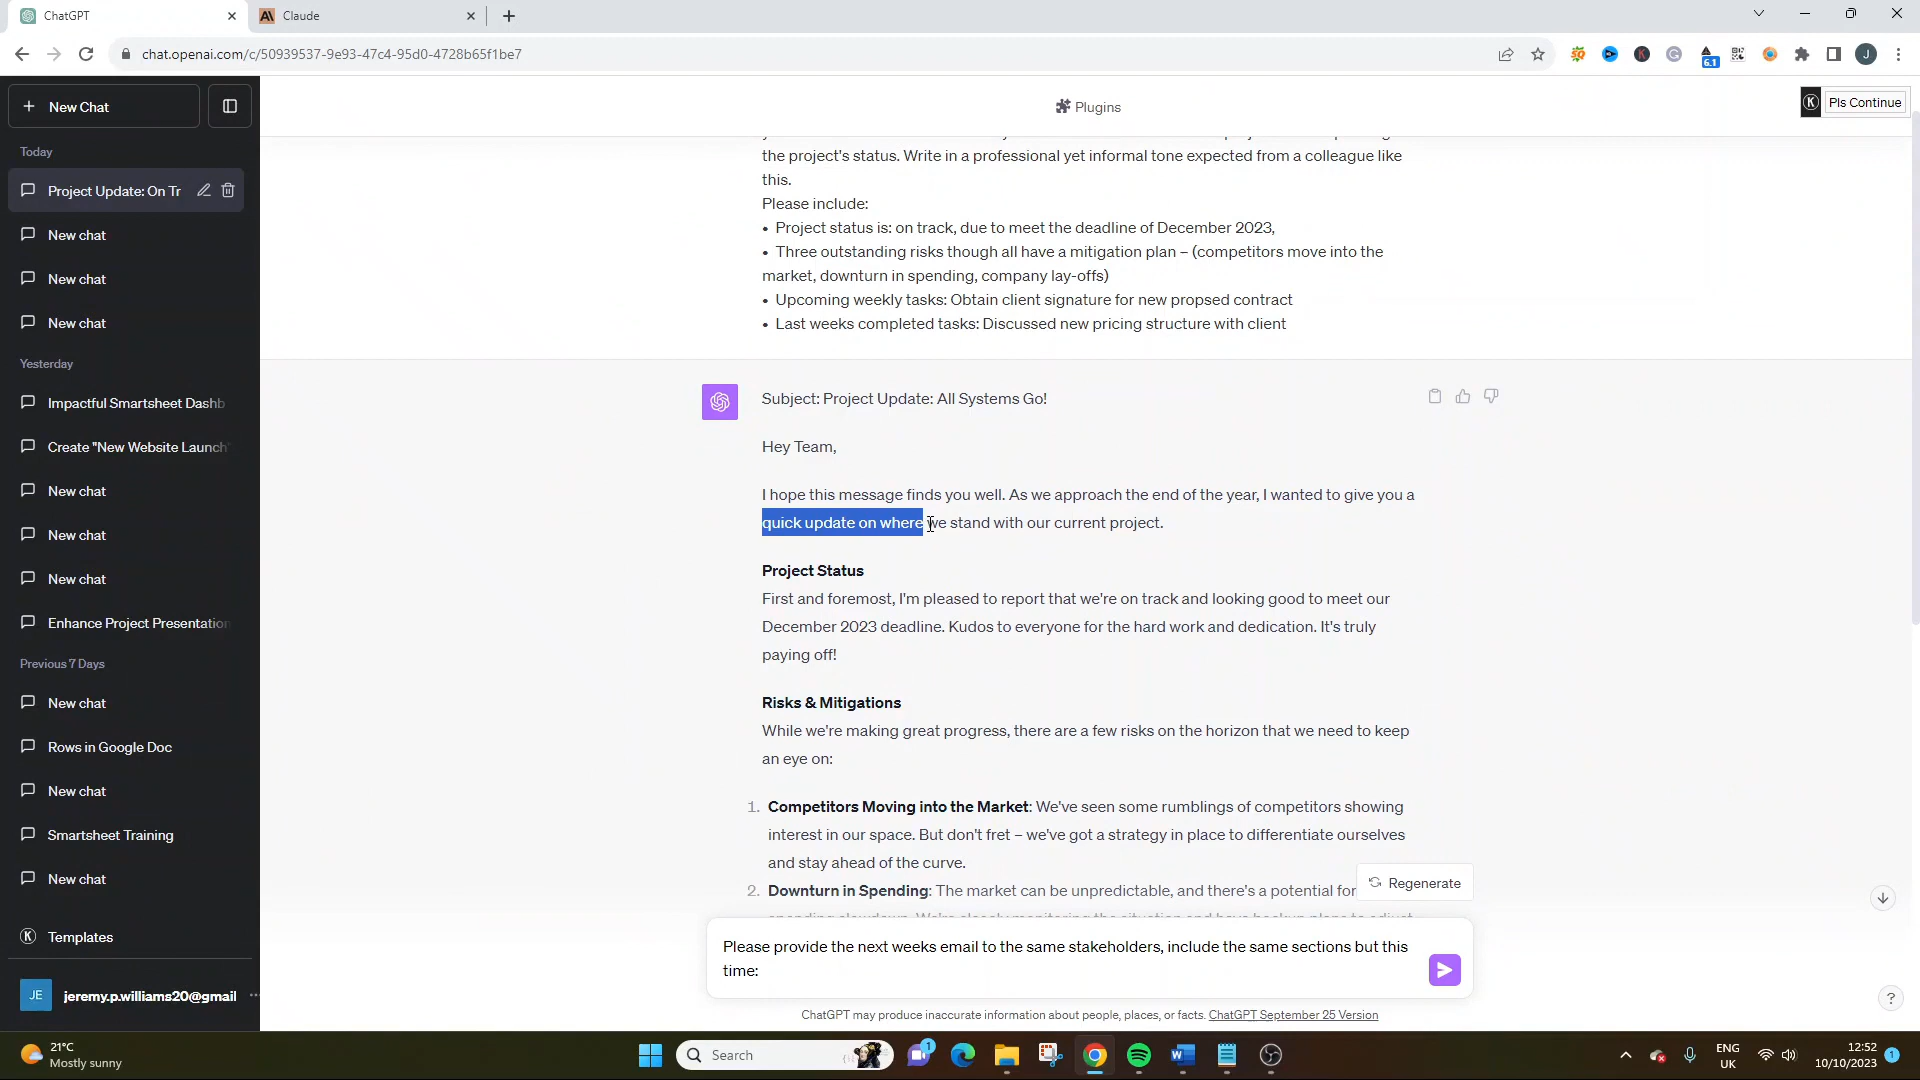 ChatGPT
Claude
chat.openai.com/c/50939537-9e93-47c4-95d0-4728b65f1be7
6.1
J
New Chat
Plugins
Pls Continue
Today
Project Update: On Tr
New chat
New chat
New chat
Yesterday
Impactful Smartsheet Dashb
Create "New Website Launch"
New chat
New chat
New chat
Enhance Project Presentation
Previous 7 Days
New chat
Rows in Google Doc
New chat
Smartsheet Training
New chat
Templates
JE
jeremy.p.williams20@gmail
the project's status. Write in a professional yet informal tone expected from a colleague like
this.
Please include:
• Project status is: on track, due to meet the deadline of December 2023,
• Three outstanding risks though all have a mitigation plan – (competitors move into the
market, downturn in spending, company lay-offs)
• Upcoming weekly tasks: Obtain client signature for new propsed contract
• Last weeks completed tasks: Discussed new pricing structure with client
Subject: Project Update: All Systems Go!
Hey Team,
I hope this message finds you well. As we approach the end of the year, I wanted to give you a
quick update on where we stand with our current project.
Project Status
First and foremost, I'm pleased to report that we're on track and looking good to meet our
December 2023 deadline. Kudos to everyone for the hard work and dedication. It's truly
paying off!
Risks & Mitigations
While we're making great progress, there are a few risks on the horizon that we need to keep
an eye on:
1. Competitors Moving into the Market: We've seen some rumblings of competitors showing
interest in our space. But don't fret – we've got a strategy in place to differentiate ourselves
and stay ahead of the curve.
2. Downturn in Spending: The market can be unpredictable, and there's a potential for
Regenerate
Please provide the next weeks email to the same stakeholders, include the same sections but this
time:
ChatGPT may produce inaccurate information about people, places, or facts. ChatGPT September 25 Version
?
21°C
Mostly sunny
Search
1
ENG
UK
12:52
10/10/2023
1